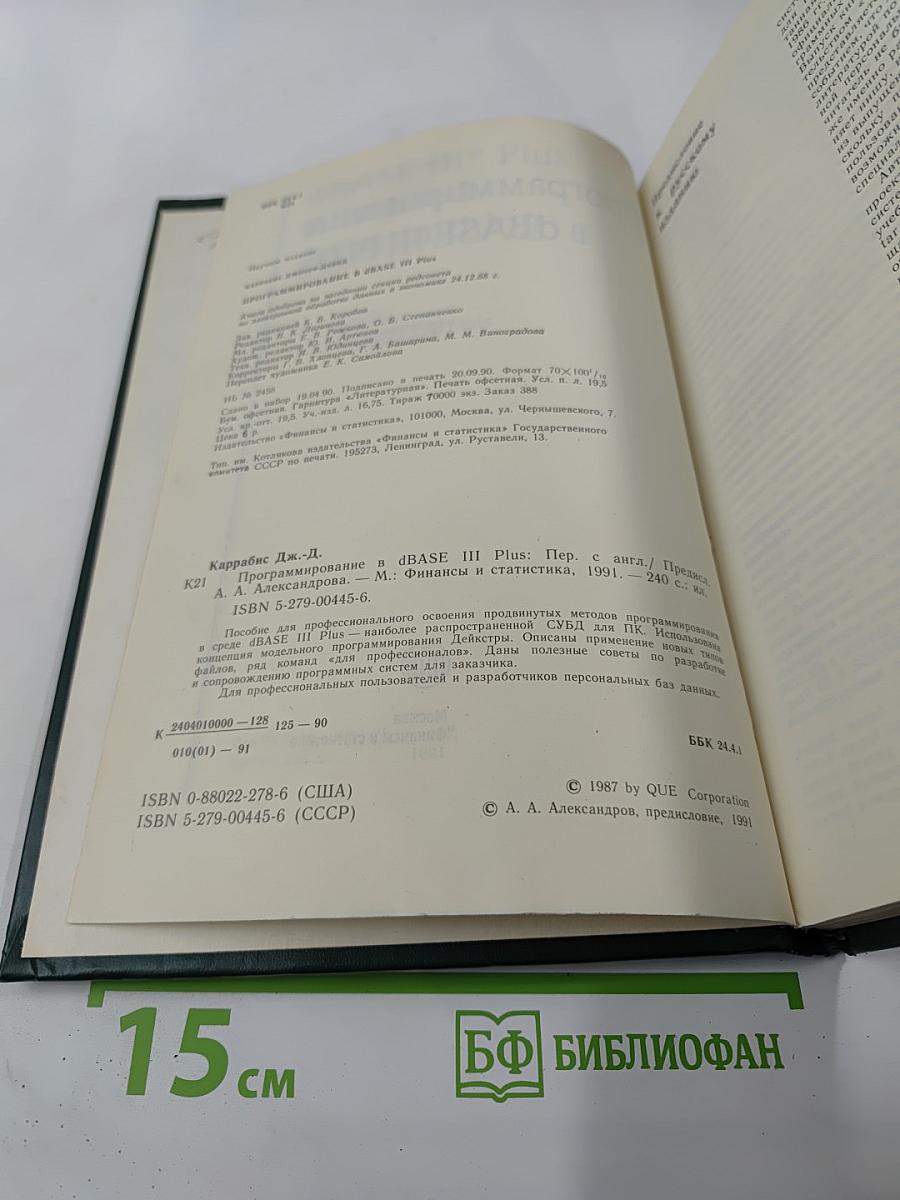 Научное издание
КАРРАБИС ДЖОЗЕФ-ДЭВИД
ПРОГРАММИРОВАНИЕ В dBASE III Plus
Книга одобрена на заседании секции редсовета
по электронной обработке данных в экономике 24.12.88 г.
Зав. редакцией К. В. Коробов
Редактор Л. К. Логинова
Мл. редакторы Е. В. Рожкова, О. Б. Степанченко
Худож. редактор Ю. И. Артюхов
Техн. редактор И. В. Юдинцева
Корректоры Г. В. Хлопцева, Г. А. Башарина, М. М. Виноградова
Переплет художника Е. К. Самойлова
ИБ № 2458
Сдано в набор 19.04.90. Подписано в печать 20.09.90. Формат 70×100¹/₁₆
Бум. офсетная. Гарнитура «Литературная». Печать офсетная. Усл. п. л. 19,5
Усл. кр.-отт. 19,5. Уч.-изд. л. 16,75. Тираж 70000 экз. Заказ 388
Цена 6 р.
Издательство «Финансы и статистика», 101000, Москва, ул. Чернышевского, 7.
Тип. им. Котлякова издательства «Финансы и статистика» Государственного
комитета СССР по печати. 195273, Ленинград, ул. Руставели, 13.
Каррабис Дж.-Д.
К21 Программирование в dBASE III Plus: Пер. с англ./ Предисл.
А. А. Александрова. — М.: Финансы и статистика, 1991. — 240 с.: ил.
ISBN 5-279-00445-6.
Пособие для профессионального освоения продвинутых методов программирования
в среде dBASE III Plus — наиболее распространенной СУБД для ПК. Использована
концепция модельного программирования Дейкстры. Описаны применение новых типов
файлов, ряд команд «для профессионалов». Даны полезные советы по разработке
и сопровождению программных систем для заказчика.
Для профессиональных пользователей и разработчиков персональных баз данных.
К 2404010000 — 128 125 — 90
010(01) — 91
ББК 24.4.1
ISBN 0-88022-278-6 (США)
ISBN 5-279-00445-6 (СССР)
© 1987 by QUE Corporation
© А. А. Александров, предисловие, 1991
Предисловие
к русскому
изданию
15 см
БФ БИБЛИОФАН